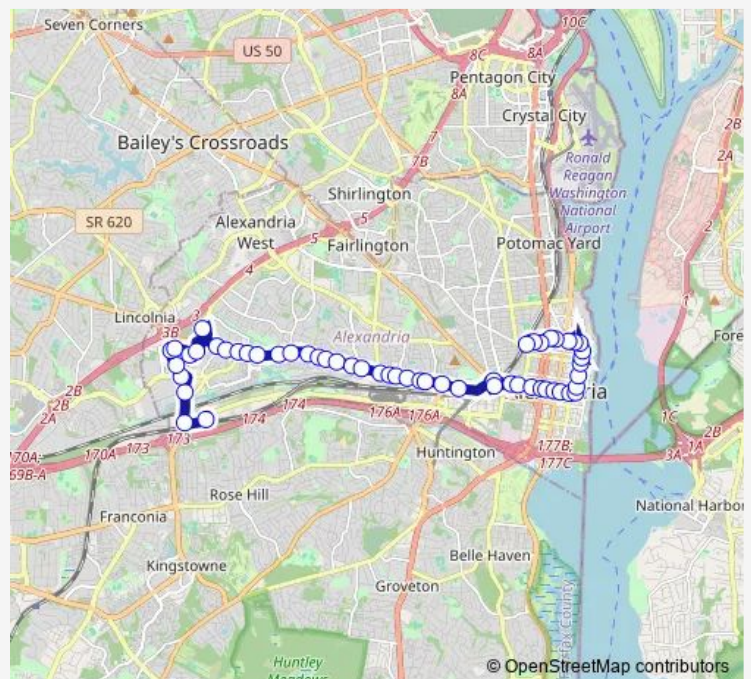 Seven Corners
10C
US 50
8C
8A
Pentagon City
8A
Crystal City
2B
Bailey's Crossroads
7
2A
Ronald
Reagan
Washington
National
Airport
7B
Shirlington
SR 620
Alexandria
West
5
5
Fairlington
Potomac Yard
2
4
1
Lincolnia
3
3B
Alexandria
Fore
2B
2A
174
174
176A
176A
1C
173
173
170A
170A;
69B-A
Huntington
177B;
177C
3A
1A
2B
Rose Hill
National Harbor
Franconia
Belle Haven
Kingstowne
Groveton
Fairfax County
Huntley
Meadows
© OpenStreetMap contributors